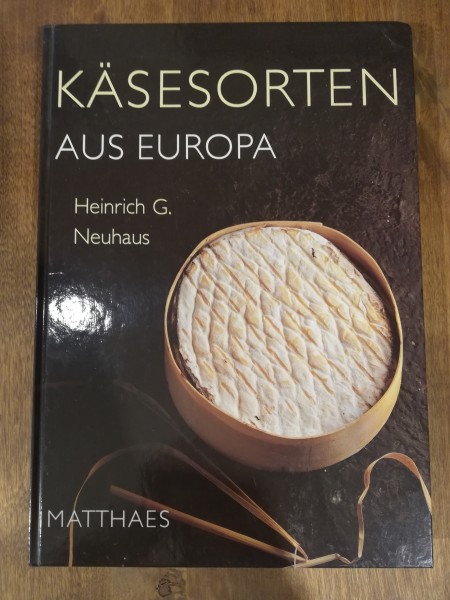 KÄSESORTEN
AUS EUROPA
Heinrich G.
Neuhaus
MATTHAES